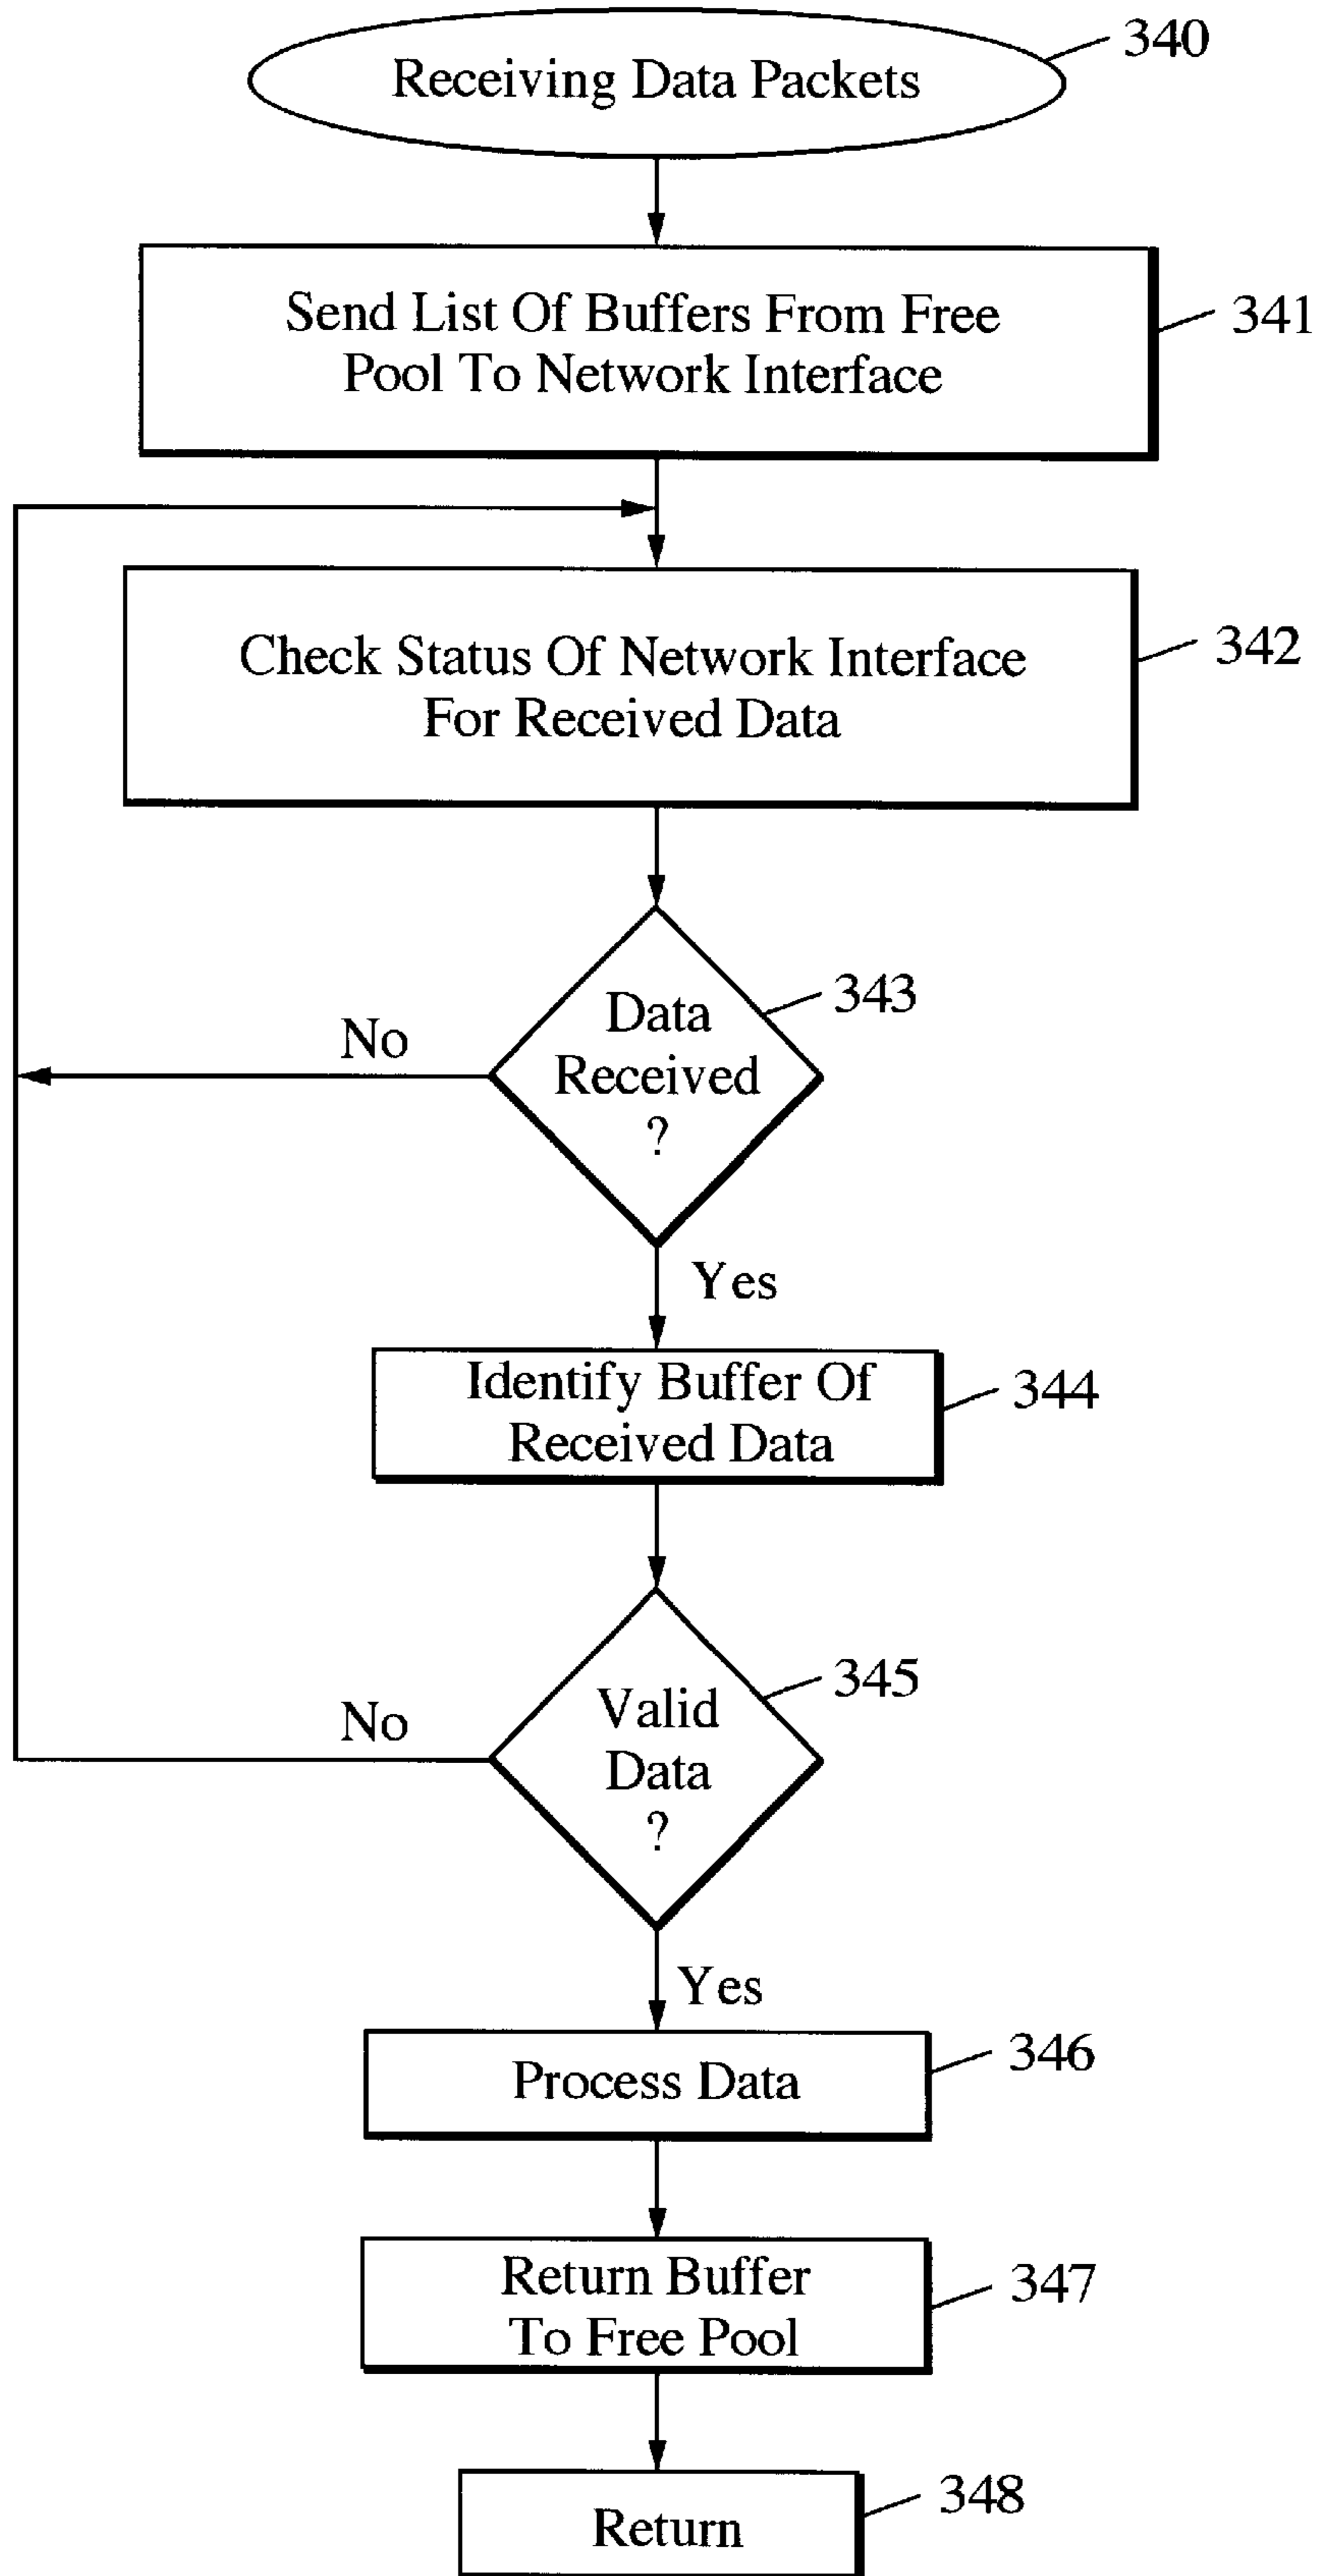 340
Receiving Data Packets
Send List Of Buffers From Free
Pool To Network Interface
341
Check Status Of Network Interface
For Received Data
342
343
Data
Received
?
No
Yes
Identify Buffer Of
Received Data
344
345
Valid
Data
?
No
Yes
Process Data
346
Return Buffer
To Free Pool
347
Return
348